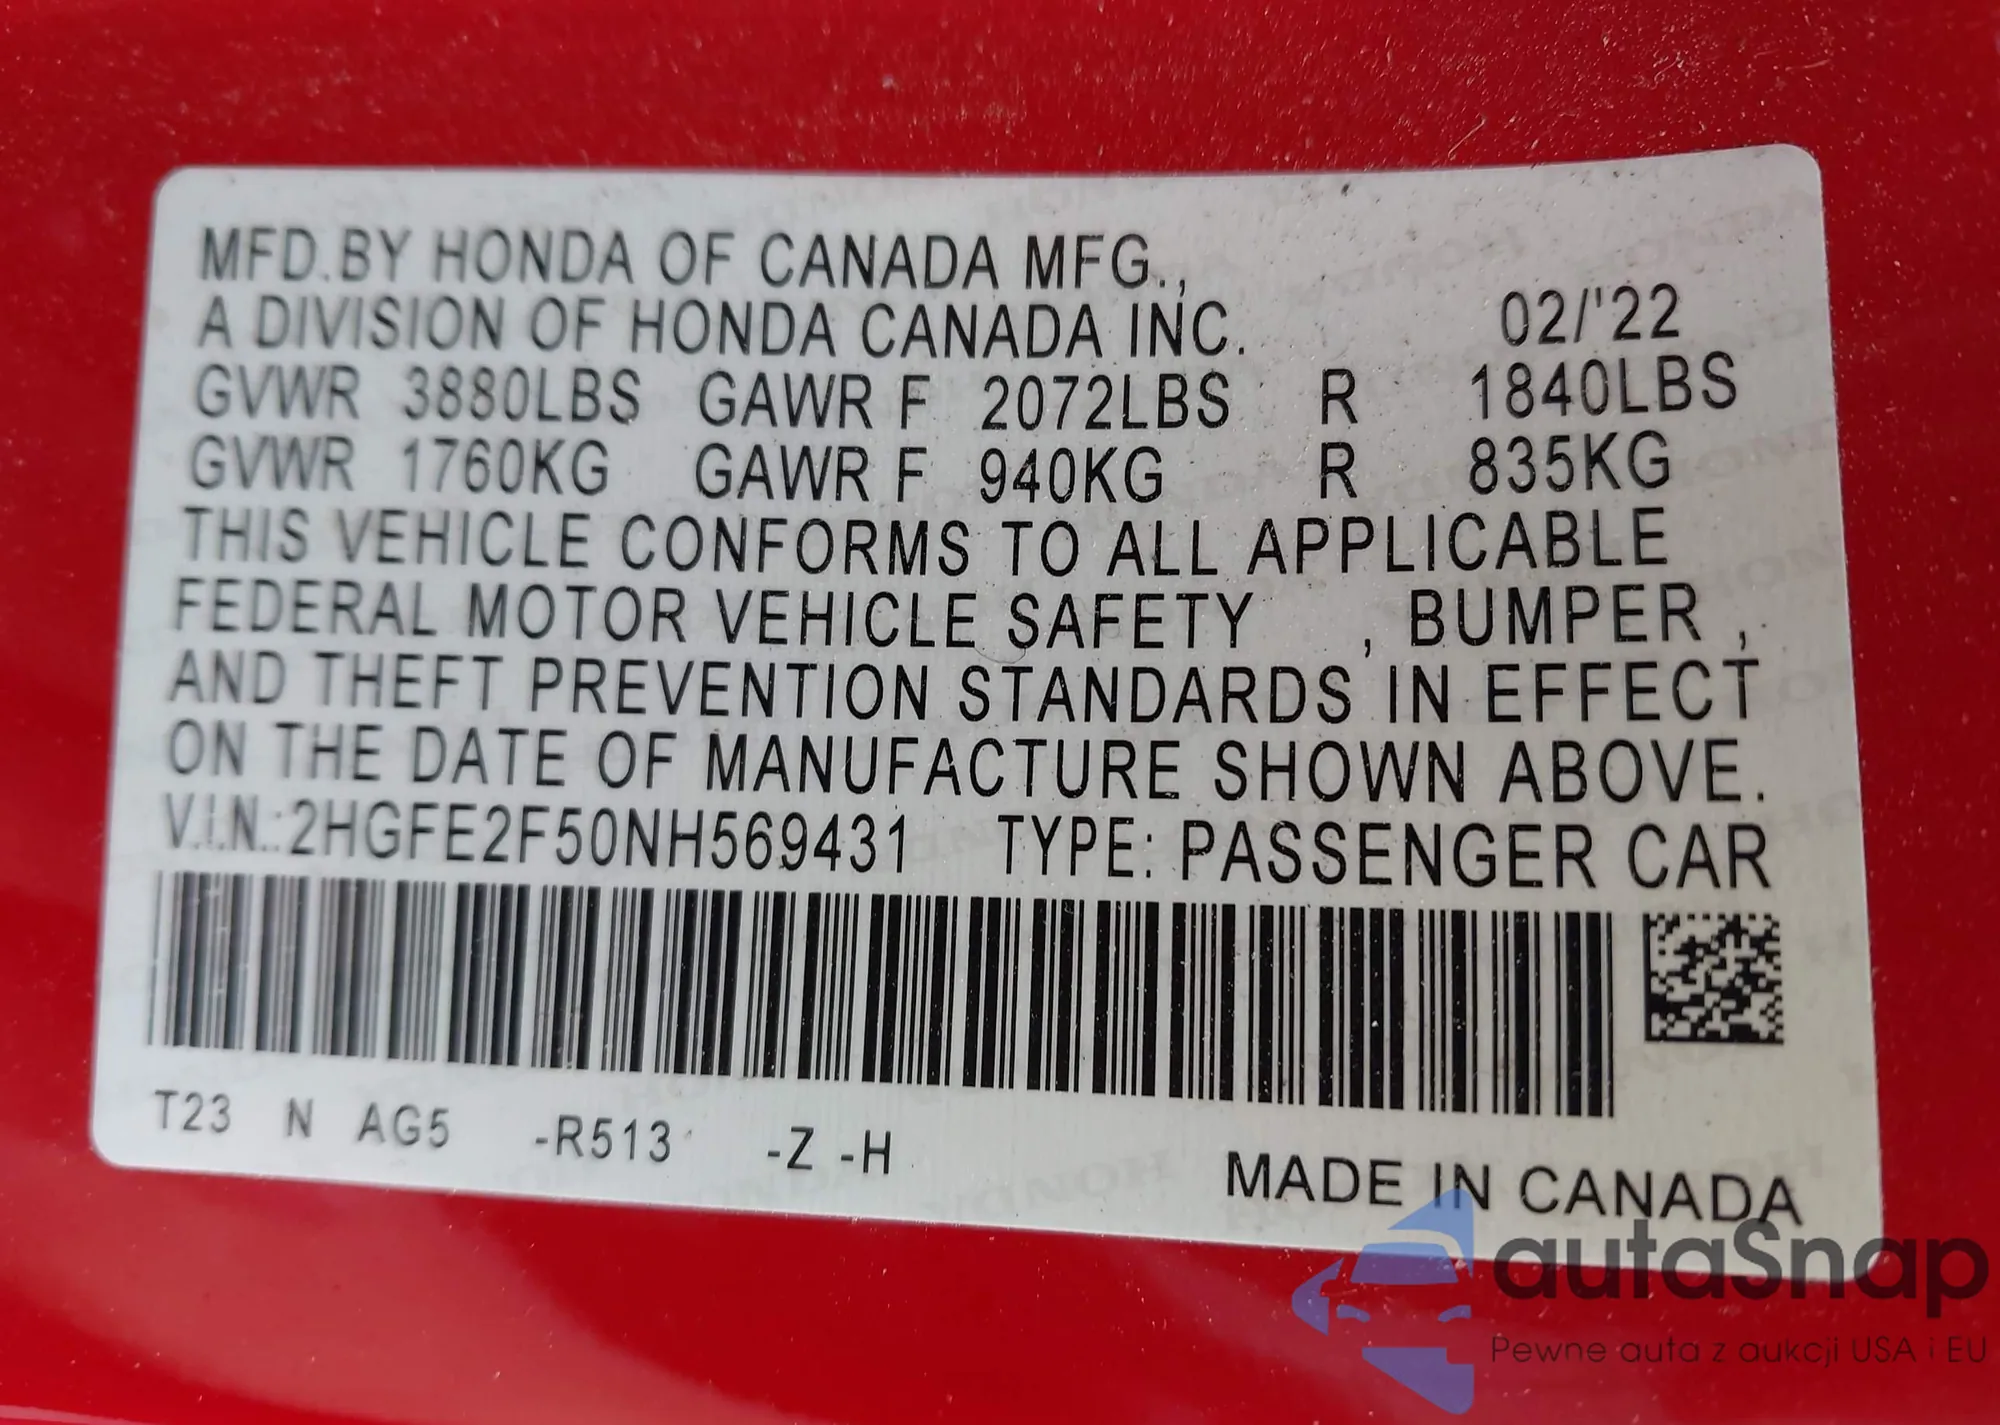 MFD.BY HONDA OF CANADA MFG.,
A DIVISION OF HONDA CANADA INC. 02/'22
GVWR 3880LBS GAWR F 2072LBS R 1840LBS
GVWR 1760KG GAWR F 940KG R 835KG
THIS VEHICLE CONFORMS TO ALL APPLICABLE
FEDERAL MOTOR VEHICLE SAFETY , BUMPER ,
AND THEFT PREVENTION STANDARDS IN EFFECT
ON THE DATE OF MANUFACTURE SHOWN ABOVE.
V.I.N.:2HGFE2F50NH569431 TYPE: PASSENGER CAR
T23 N AG5 -R513 -Z -H
MADE IN CANADA
autaSnap
Pewne auta z aukcji USA i EU